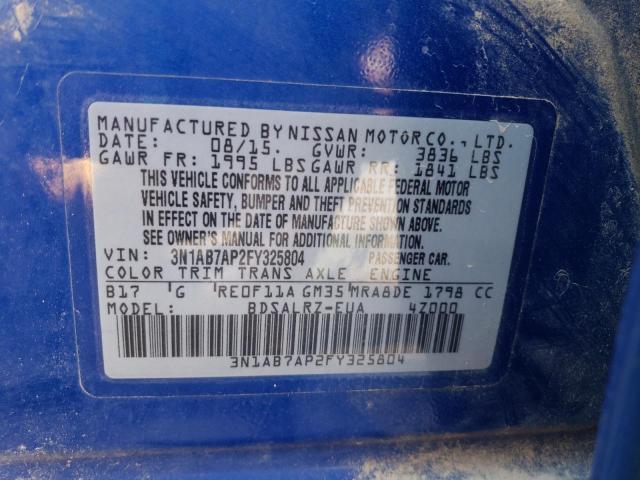 MANUFACTURED BY NISSAN MOTOR CO., LTD.
DATE: 08/15. GVWR: 3836 LBS
GAWR FR: 1995 LBS GAWR RR: 1841 LBS
THIS VEHICLE CONFORMS TO ALL APPLICABLE FEDERAL MOTOR
VEHICLE SAFETY, BUMPER AND THEFT PREVENTION STANDARDS
IN EFFECT ON THE DATE OF MANUFACTURE SHOWN ABOVE.
SEE OWNER'S MANUAL FOR ADDITIONAL INFORMATION.
VIN: 3N1AB7AP2FY325804 PASSENGER CAR.
COLOR TRIM TRANS AXLE ENGINE
B17 G RE0F11A GM35 MRA8DE 1798 CC
MODEL: BDSALRZ-EUA 4Z000
3N1AB7AP2FY325804